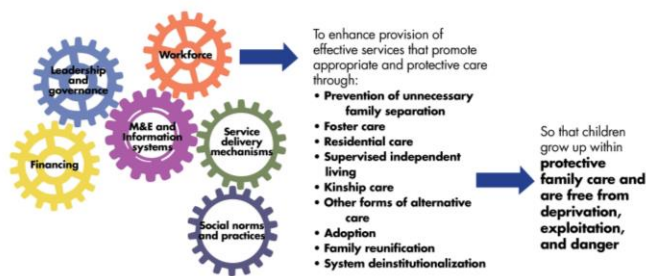 Leadership
and
governance
Workforce
M&E and
Information
systems
Service
delivery
mechanisms
Financing
Social norms
and practices
To enhance provision of
effective services that promote
appropriate and protective care
through:
• Prevention of unnecessary
family separation
• Foster care
• Residential care
• Supervised independent
living
• Kinship care
• Other forms of alternative
care
• Adoption
• Family reunification
• System deinstitutionalization
So that children
grow up within
protective
family care and
are free from
deprivation,
exploitation,
and danger